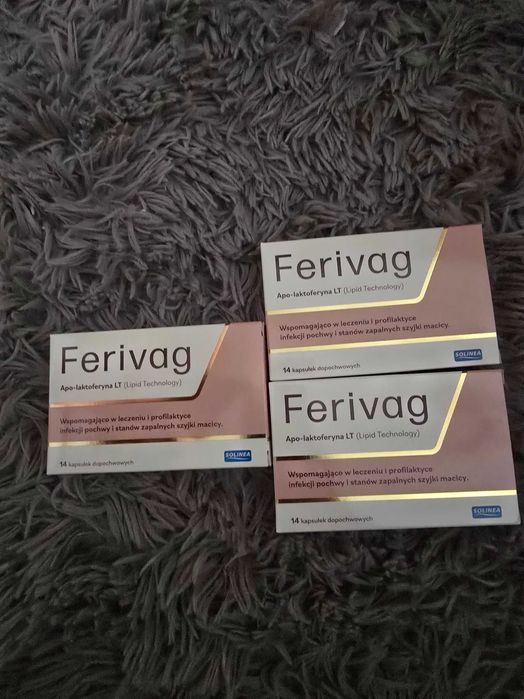 Ferivag
Apo-laktoferyna LT (Lipid Technology)
Wspomagająco w leczeniu i profilaktyce
infekcji pochwy i stanów zapalnych szyjki macicy.
14 kapsułek dopochwowych
SOLINEA
Ferivag
Apo-laktoferyna LT (Lipid Technology)
Wspomagająco w leczeniu i profilaktyce
infekcji pochwy i stanów zapalnych szyjki macicy.
14 kapsułek dopochwowych
SOLINEA
Ferivag
Apo-laktoferyna LT (Lipid Technology)
Wspomagająco w leczeniu i profilaktyce
infekcji pochwy i stanów zapalnych szyjki macicy.
14 kapsułek dopochwowych
SOLINEA